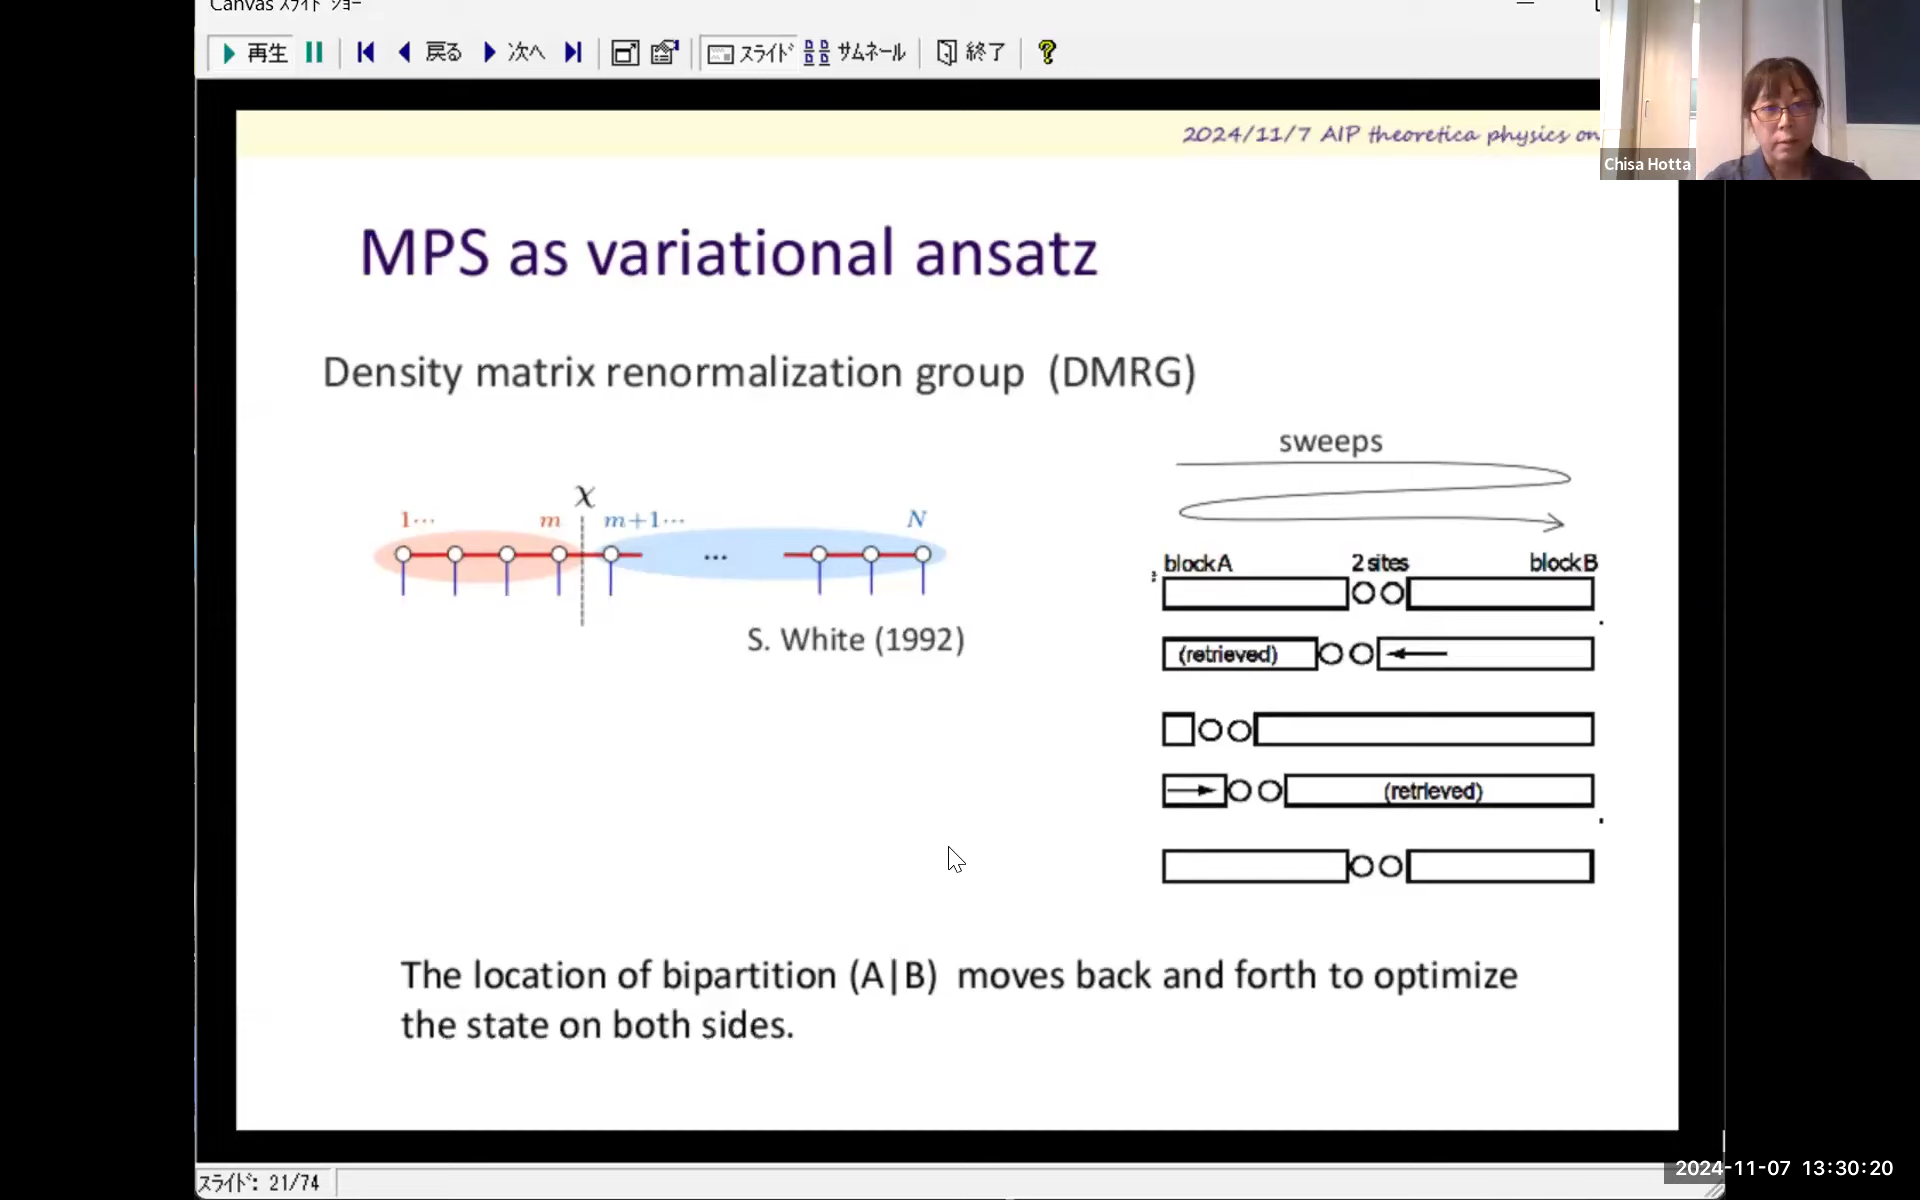 Canvas スライド ショー
再生 戻る 次へ スライド サムネール 終了 ?
2024/11/7 AIP theoretica physics on
Chisa Hotta
MPS as variational ansatz
Density matrix renormalization group (DMRG)
sweeps
χ
1⋯ m m+1⋯ N
...
S. White (1992)
block A 2 sites block B
(retrieved)
(retrieved)
The location of bipartition (A|B) moves back and forth to optimize
the state on both sides.
スライド: 21/74
2024-11-07 13:30:20